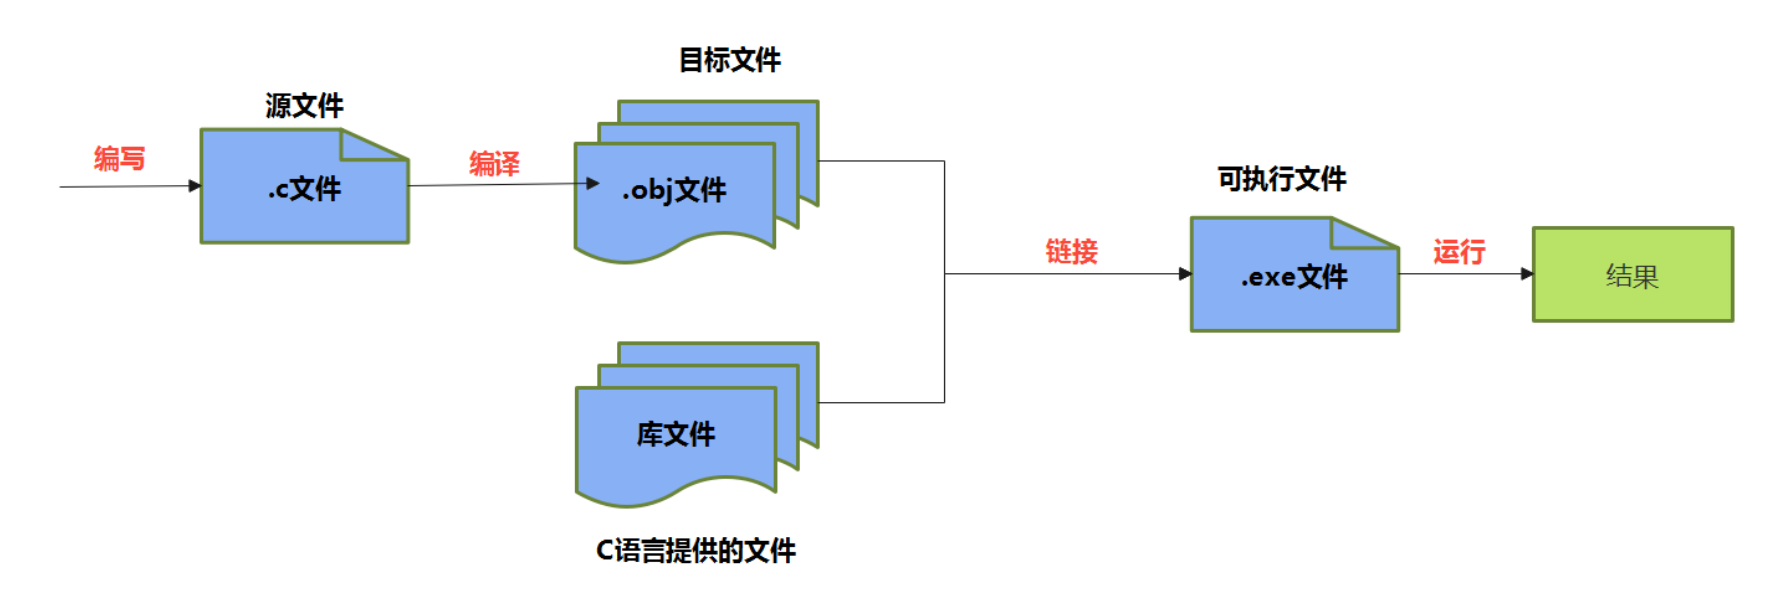 目标文件
源文件
编写
.c文件
编译
.obj文件
可执行文件
链接
.exe文件
运行
结果
库文件
C语言提供的文件